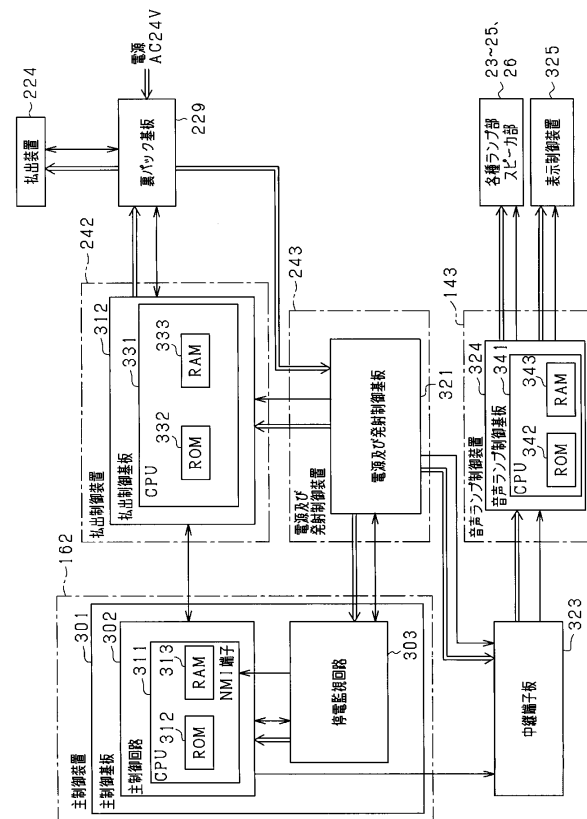 162
主制御装置
301
主制御基板
302
主制御回路
311
CPU
312
ROM
313
RAM
NMI端子
停電監視回路
303
242
払出制御装置
312
払出制御基板
331
CPU
332
ROM
333
RAM
払出装置
224
裏パック基板
229
電源
AC24V
243
電源及び
発射制御装置
電源及び発射制御基板
321
143
音声ランプ制御装置
324
音声ランプ制御基板
341
CPU
342
ROM
343
RAM
中継端子板
323
各種ランプ部
スピーカ部
23~25、
26
表示制御装置
325